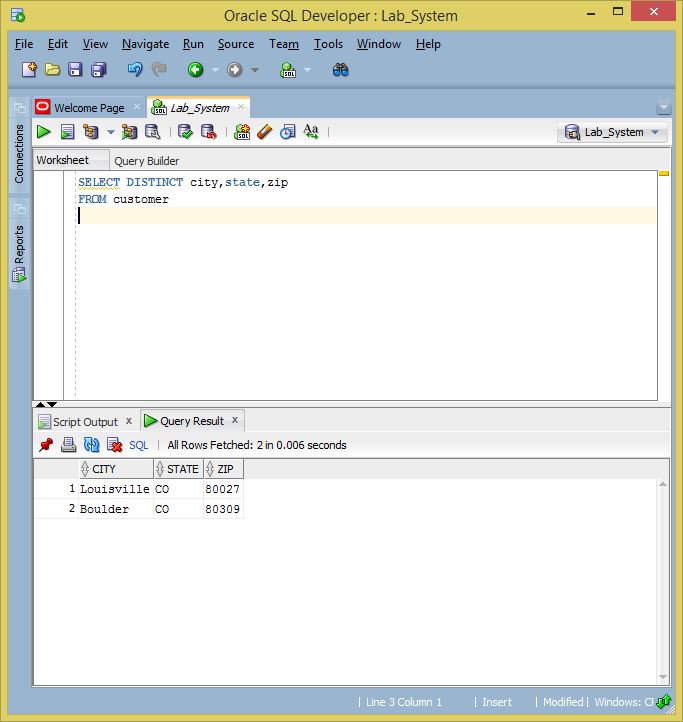 Oracle SQL Developer : Lab_System
File Edit View Navigate Run Source Team Tools Window Help
Connections
Reports
Welcome Page
Lab_System
SQL
Aa
Lab_System
Worksheet
Query Builder
SELECT DISTINCT city,state,zip
FROM customer
Script Output
Query Result
SQL
All Rows Fetched: 2 in 0.006 seconds
CITY STATE ZIP
1 Louisville CO 80027
2 Boulder CO 80309
Line 3 Column 1
Insert
Modified
Windows: